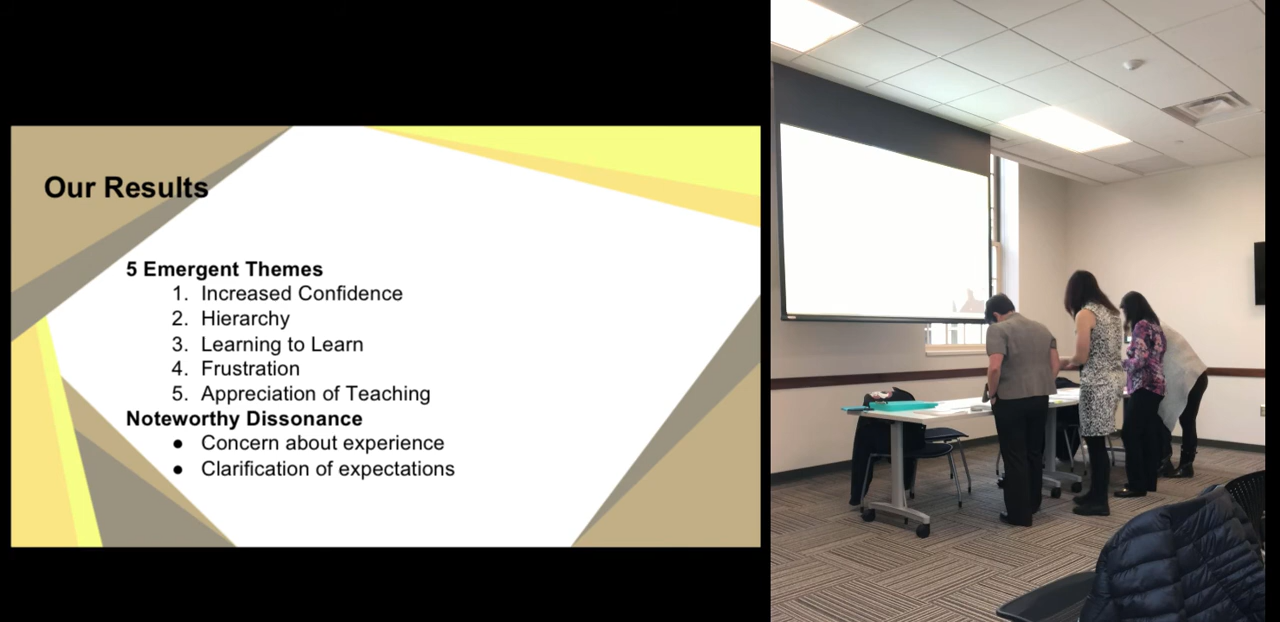 Our Results
5 Emergent Themes
1. Increased Confidence
2. Hierarchy
3. Learning to Learn
4. Frustration
5. Appreciation of Teaching
Noteworthy Dissonance
● Concern about experience
● Clarification of expectations